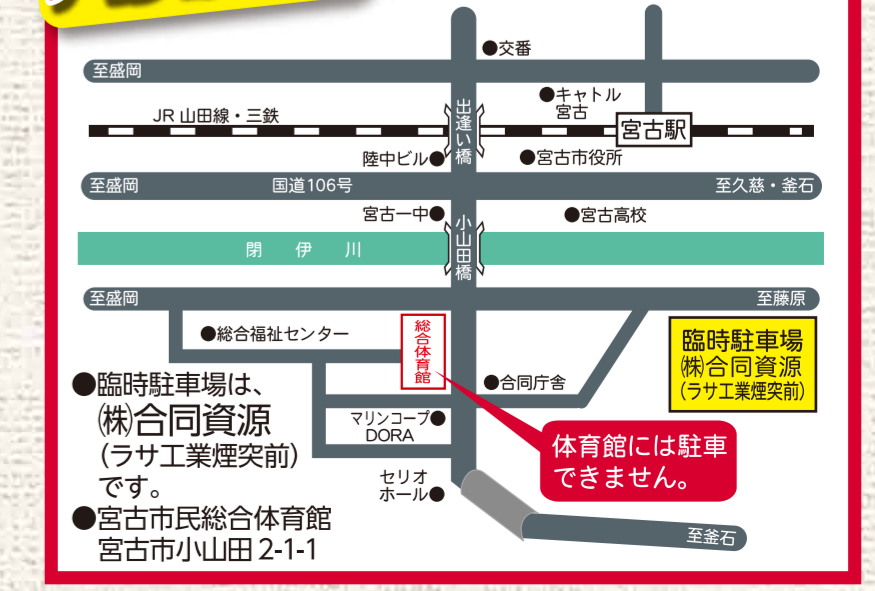 ●交番
至盛岡
●キャトル
宮古
JR 山田線・三鉄
出逢い橋
宮古駅
陸中ビル●
●宮古市役所
至盛岡
国道106号
至久慈・釜石
宮古一中●
小山田橋
●宮古高校
閉伊川
至盛岡
至藤原
●総合福祉センター
総合体育館
臨時駐車場
㈱合同資源
(ラサ工業煙突前)
●合同庁舎
●臨時駐車場は、
㈱合同資源
(ラサ工業煙突前)
です。
マリンコープ●
DORA
体育館には駐車
できません。
セリオ
ホール●
●宮古市民総合体育館
宮古市小山田 2-1-1
至釜石